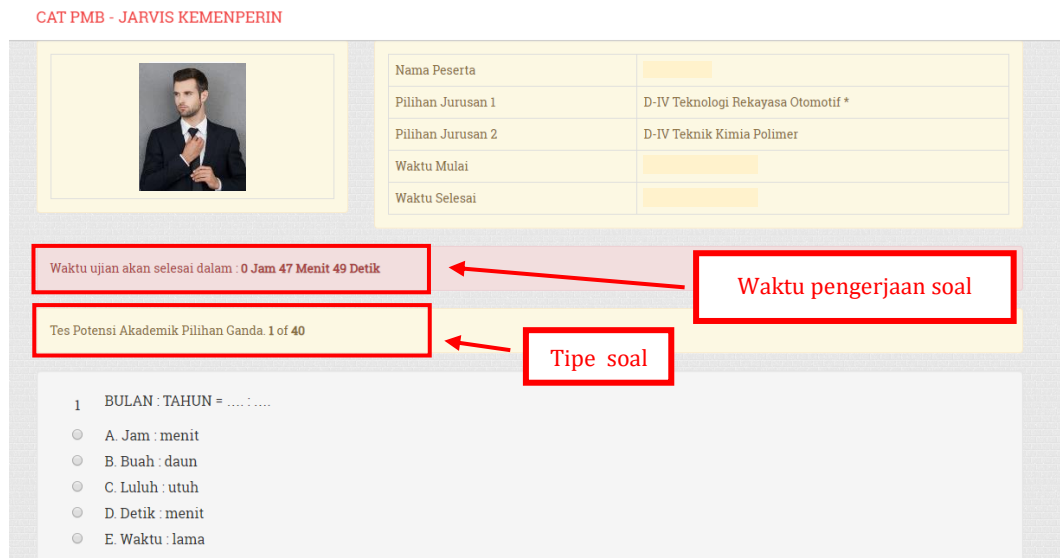 CAT PMB - JARVIS KEMENPERIN
Nama Peserta
Pilihan Jurusan 1 D-IV Teknologi Rekayasa Otomotif *
Pilihan Jurusan 2 D-IV Teknik Kimia Polimer
Waktu Mulai
Waktu Selesai
Waktu ujian akan selesai dalam : 0 Jam 47 Menit 49 Detik
Waktu pengerjaan soal
Tes Potensi Akademik Pilihan Ganda. 1 of 40
Tipe soal
1 BULAN : TAHUN = .... : ....
A. Jam : menit
B. Buah : daun
C. Luluh : utuh
D. Detik : menit
E. Waktu : lama